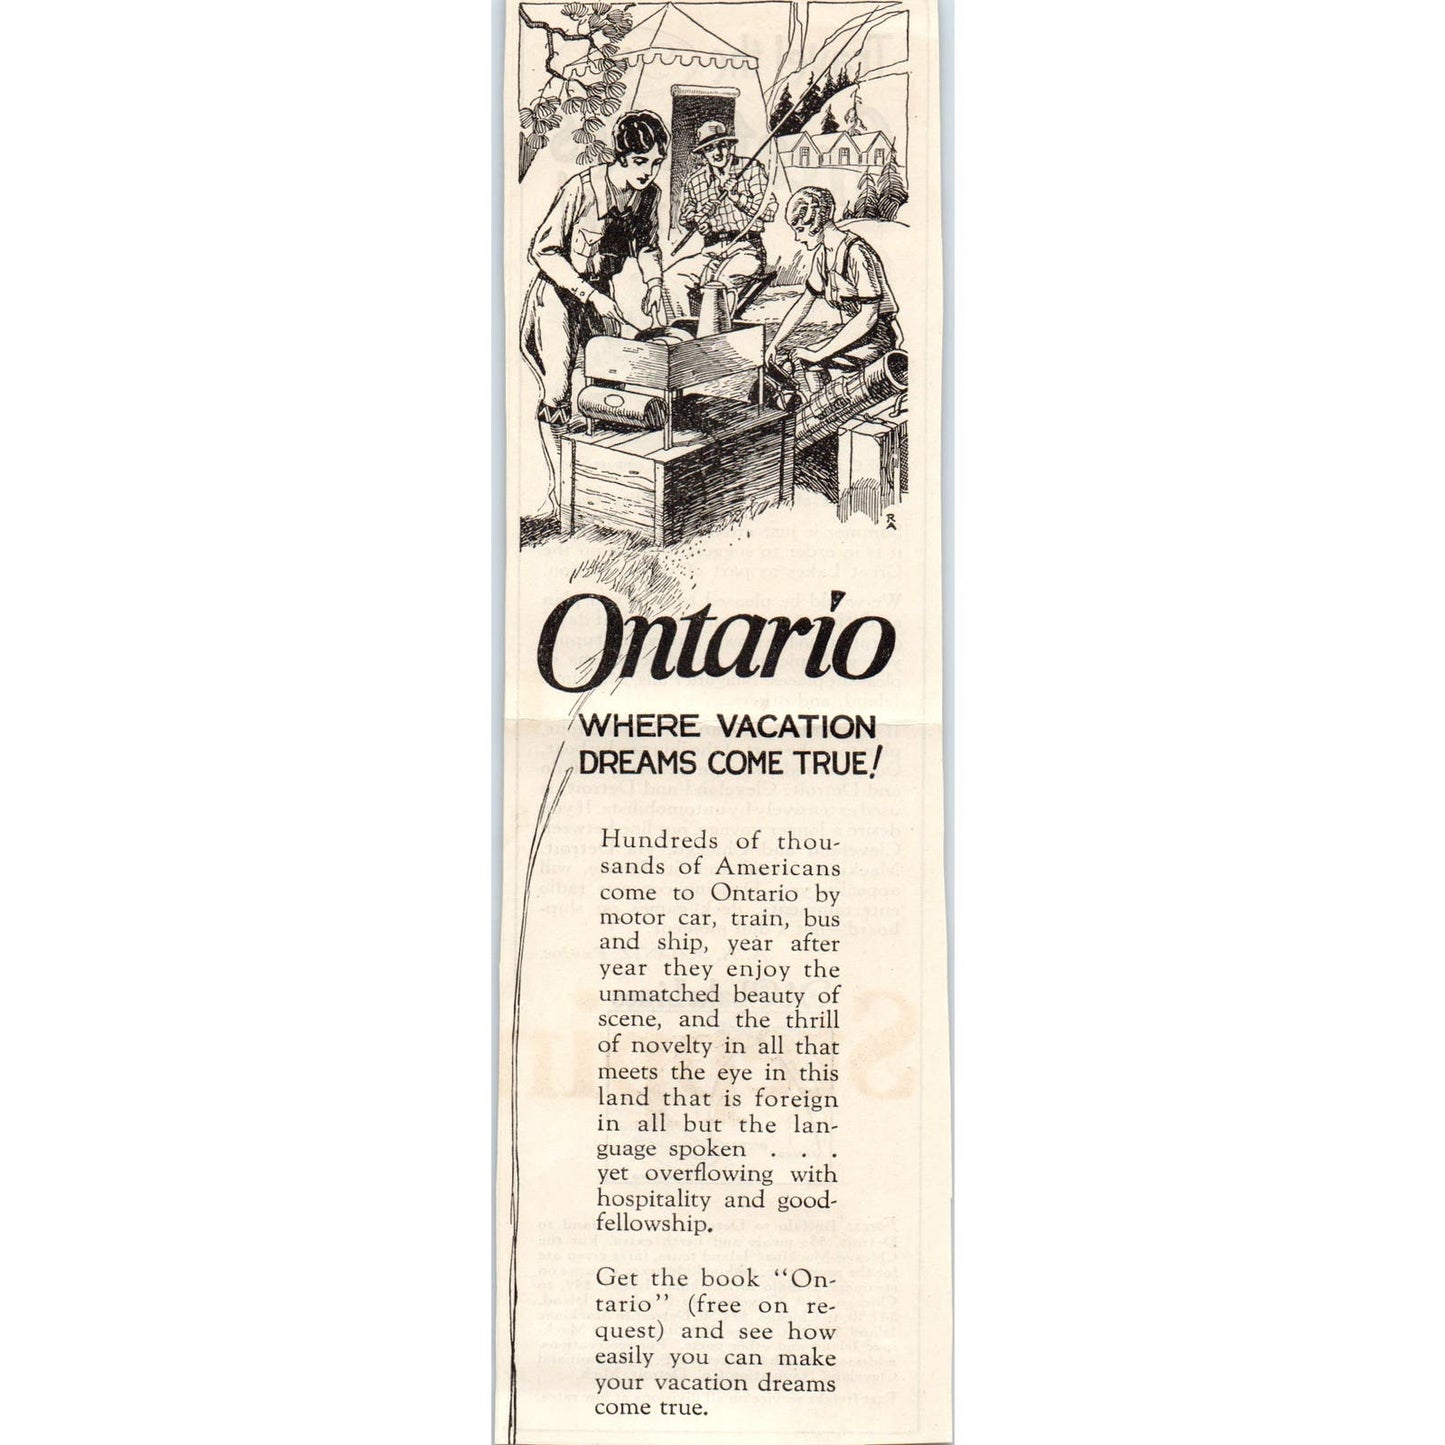 RA
Ontario
WHERE VACATION
DREAMS COME TRUE!
Hundreds of thou-
sands of Americans
come to Ontario by
motor car, train, bus
and ship, year after
year they enjoy the
unmatched beauty of
scene, and the thrill
of novelty in all that
meets the eye in this
land that is foreign
in all but the lan-
guage spoken . . .
yet overflowing with
hospitality and good-
fellowship.
Get the book "On-
tario" (free on re-
quest) and see how
easily you can make
your vacation dreams
come true.